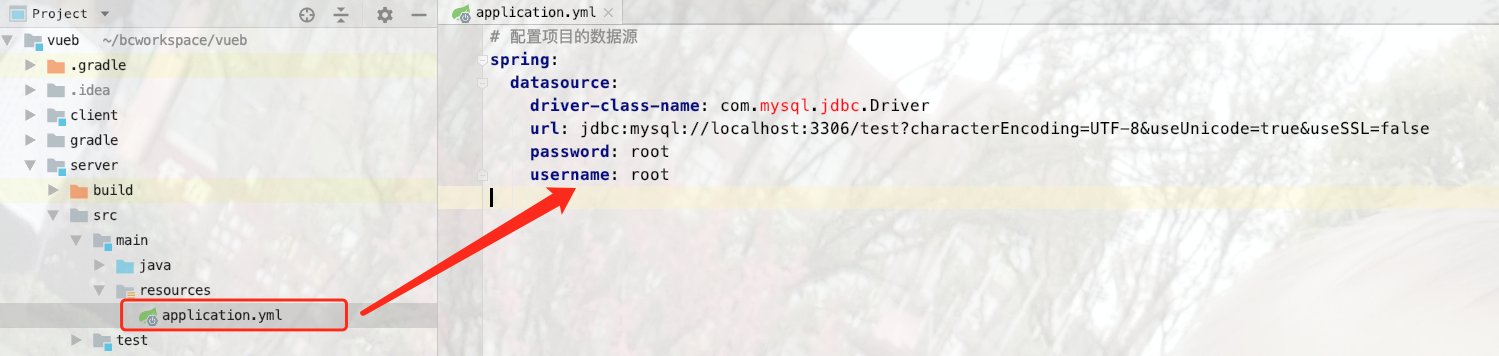 Project
vueb ~/bcworkspace/vueb
.gradle
.idea
client
gradle
server
build
src
main
java
resources
application.yml
test
application.yml
# 配置项目的数据源
spring:
datasource:
driver-class-name: com.mysql.jdbc.Driver
url: jdbc:mysql://localhost:3306/test?characterEncoding=UTF-8&useUnicode=true&useSSL=false
password: root
username: root